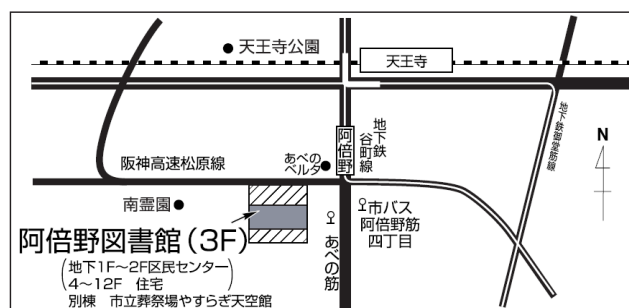 天王寺公園
天王寺
阿倍野
地下鉄
谷町線
地下鉄御堂筋線
N
阪神高速松原線
あべの
ベルタ
南霊園
市バス
阿倍野筋
四丁目
あべの筋
阿倍野図書館(3F)
地下1F~2F区民センター
4~12F 住宅
別棟 市立葬祭場やすらぎ天空館